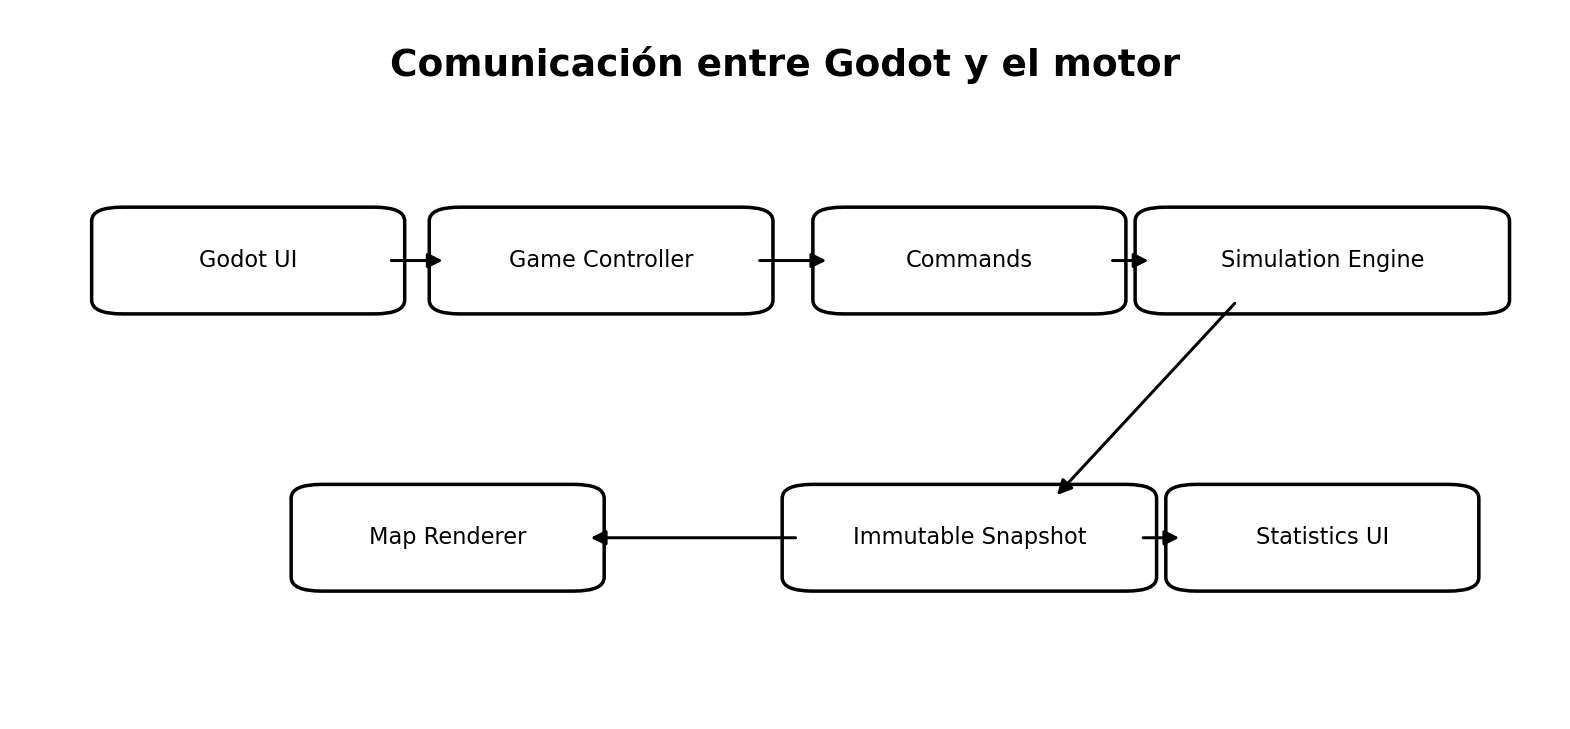 Comunicación entre Godot y el motor
Godot UI
Game Controller
Commands
Simulation Engine
Map Renderer
Immutable Snapshot
Statistics UI